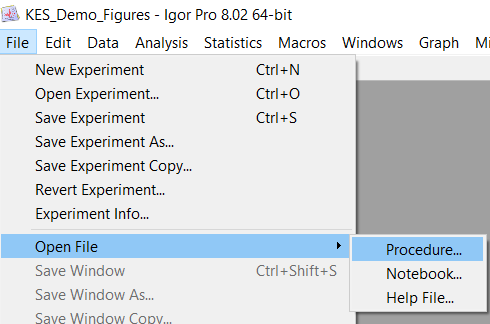 KES_Demo_Figures - Igor Pro 8.02 64-bit
File Edit Data Analysis Statistics Macros Windows Graph
New Experiment Ctrl+N
Open Experiment... Ctrl+O
Save Experiment Ctrl+S
Save Experiment As...
Save Experiment Copy...
Revert Experiment...
Experiment Info...
Open File
Procedure...
Save Window Ctrl+Shift+S
Notebook...
Save Window As...
Help File...
Save Window Copy...